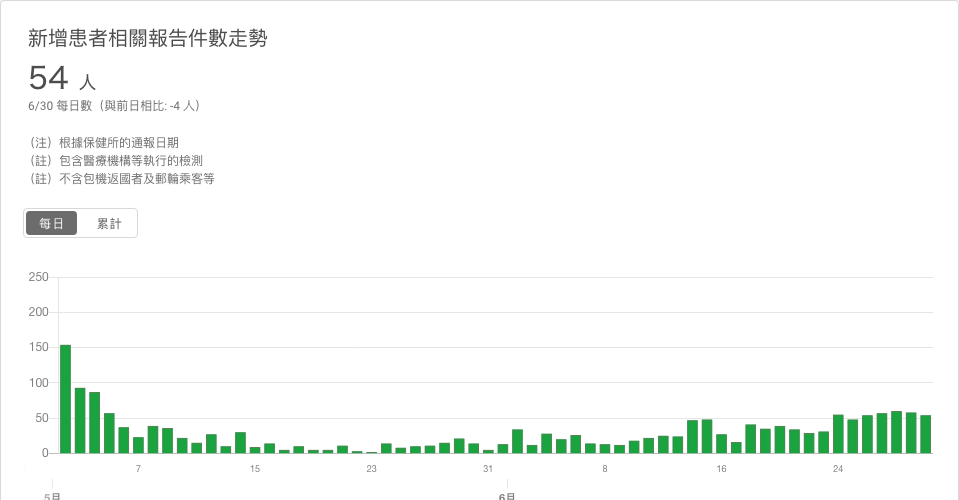 新增患者相關報告件數走勢
54 人
6/30 每日數（與前日相比: -4 人）
（注）根據保健所的通報日期
（註）包含醫療機構等執行的檢測
（註）不含包機返國者及郵輪乘客等
每日 累計
250
200
150
100
50
0
7 15 23 31 8 16 24
5月 6月